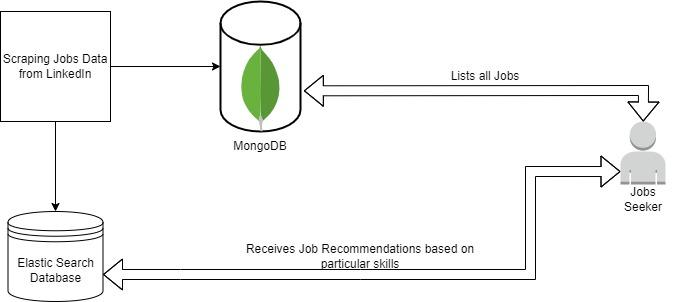 Scraping Jobs Data
from LinkedIn
MongoDB
Lists all Jobs
Jobs
Seeker
Receives Job Recommendations based on
particular skills
Elastic Search
Database